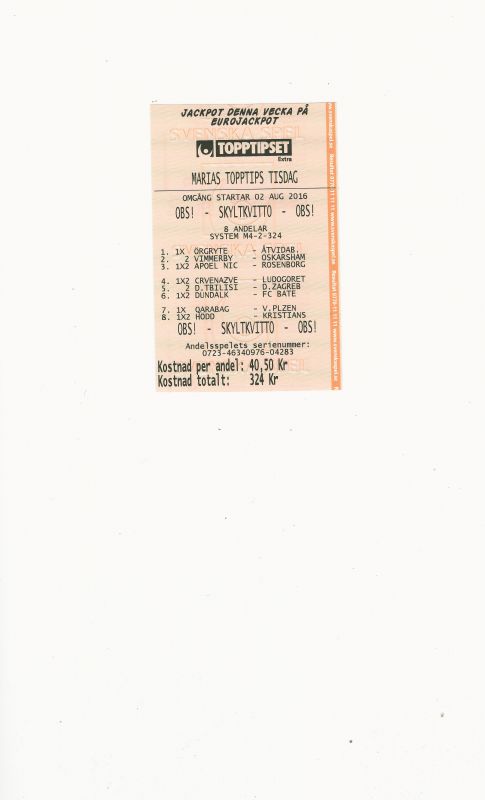 JACKPOT DENNA VECKA PÅ
EUROJACKPOT
SVENSKA SPEL
TOPPTIPSET
Extra
MARIAS TOPPTIPS TISDAG
OMGÅNG STARTAR 02 AUG 2016
OBS! - SKYLTKVITTO - OBS!
8 ANDELAR
SYSTEM M4-2-324
1. 1X ÖRGRYTE - ÅTVIDAB.
2. 2 VIMMERBY - OSKARSHAM
3. 1X2 APOEL NIC - ROSENBORG
4. 1X2 CRVENAZVE - LUDOGORET
5. 2 D.TBILISI - D.ZAGREB
6. 1X2 DUNDALK - FC BATE
7. 1X QARABAG - V.PLZEN
8. 1X2 HÖDD - KRISTIANS
OBS! - SKYLTKVITTO - OBS!
Andelsspelets serienummer:
0723-46340976-04283
Kostnad per andel: 40,50 Kr
Kostnad totalt: 324 Kr